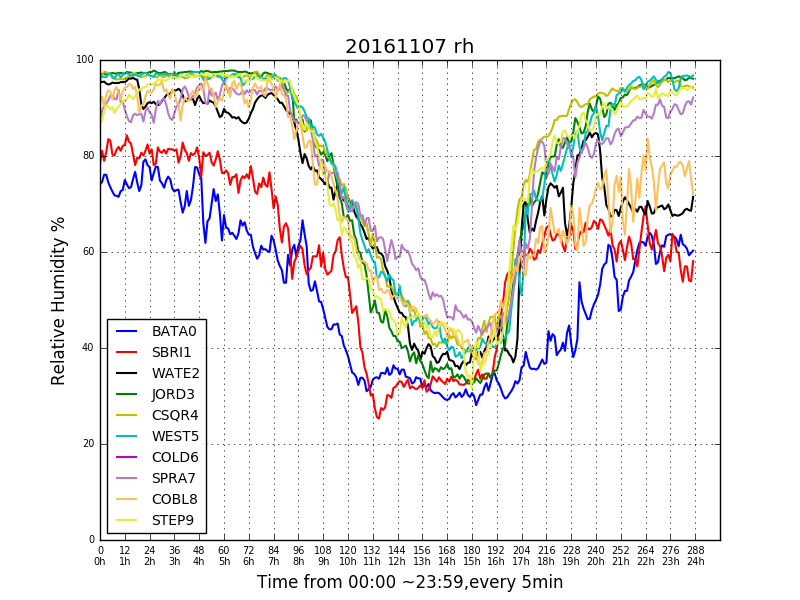 20161107 rh
100
80
60
40
20
0
Relative Humidity %
BATA0
SBRI1
WATE2
JORD3
CSQR4
WEST5
COLD6
SPRA7
COBL8
STEP9
0 12 24 36 48 60 72 84 96 108 120 132 144 156 168 180 192 204 216 228 240 252 264 276 288
0h 1h 2h 3h 4h 5h 6h 7h 8h 9h 10h 11h 12h 13h 14h 15h 16h 17h 18h 19h 20h 21h 22h 23h 24h
Time from 00:00 ~23:59,every 5min